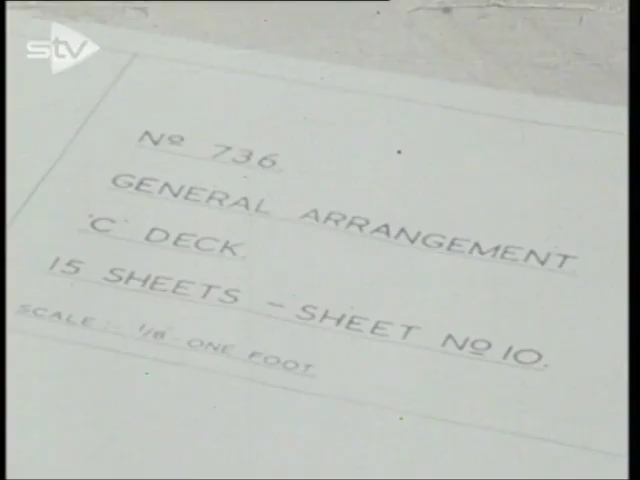 stv
Nº 736.
GENERAL ARRANGEMENT
'C' DECK.
15 SHEETS - SHEET Nº 10.
SCALE:- 1/8" - ONE FOOT.